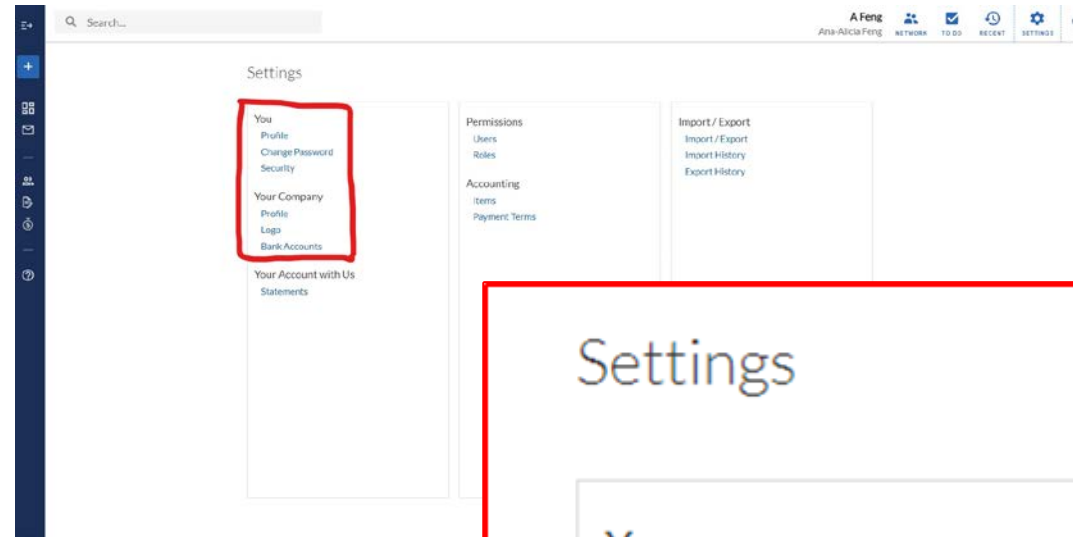 Search...
A Feng
Ana-Alicia Feng
NETWORK
TO DO
RECENT
SETTINGS
Settings
You
Profile
Change Password
Security
Your Company
Profile
Logo
Bank Accounts
Your Account with Us
Statements
Permissions
Users
Roles
Accounting
Items
Payment Terms
Import / Export
Import / Export
Import History
Export History
Settings